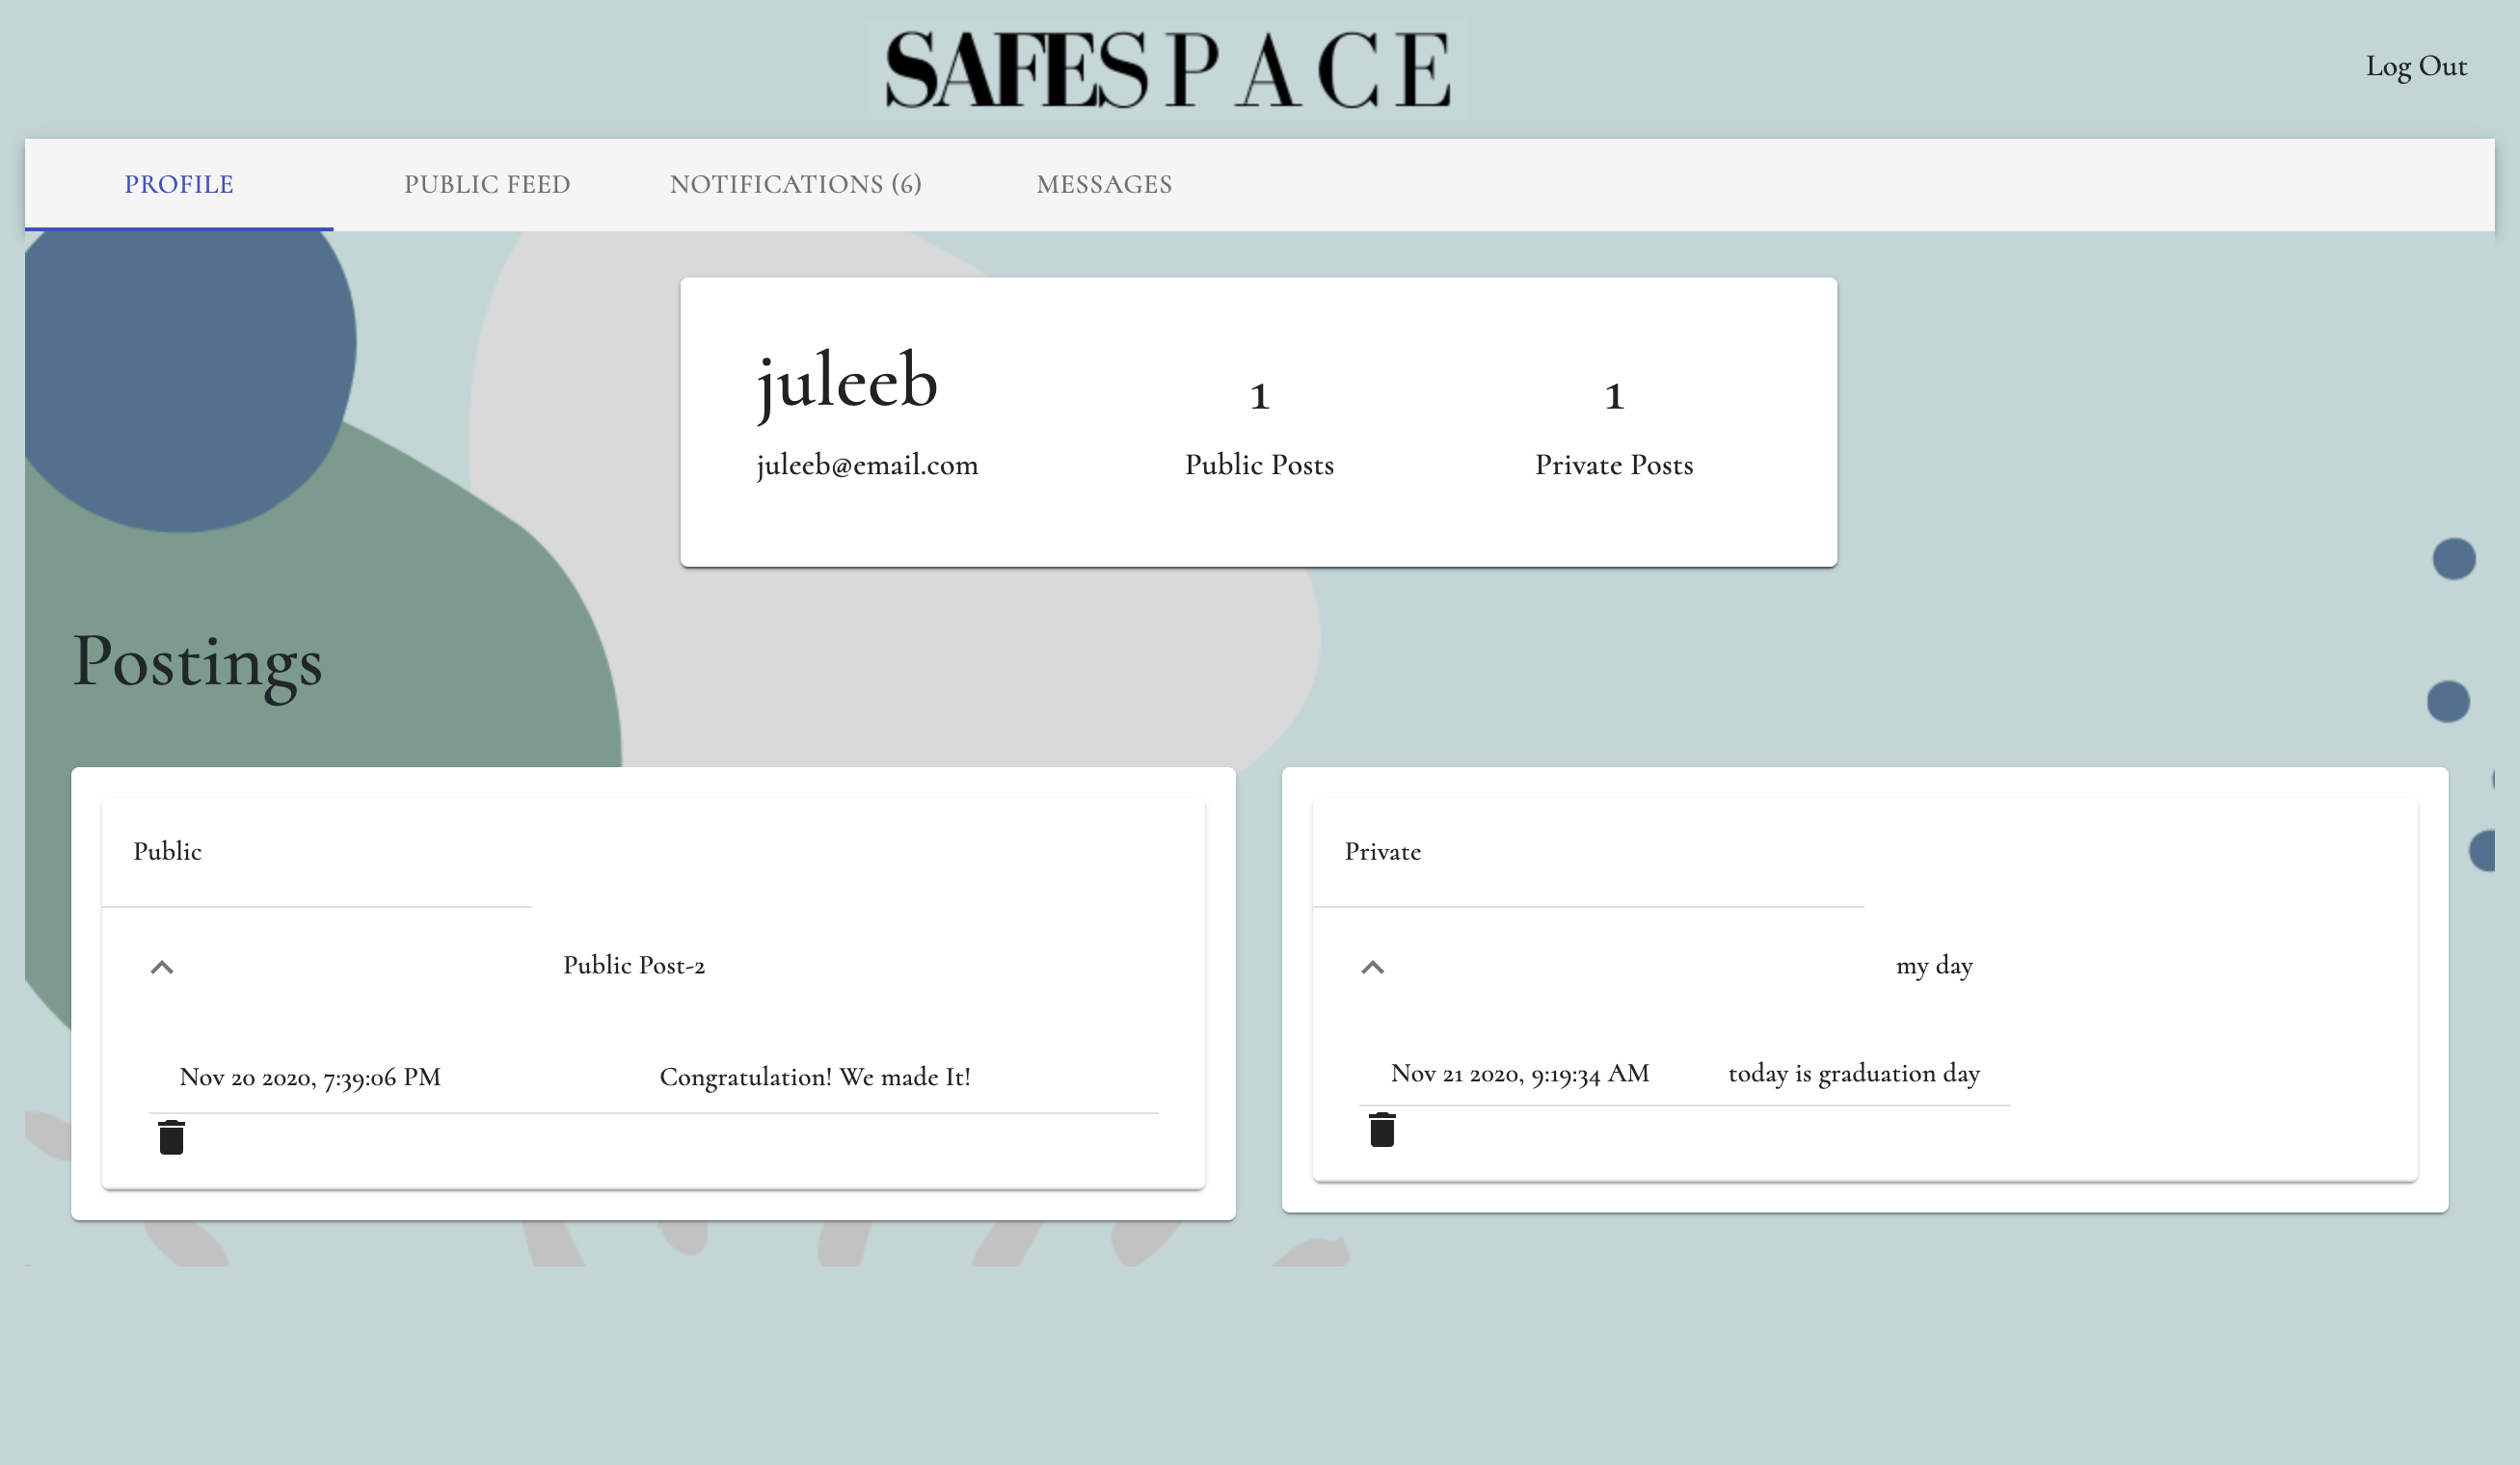 SAFESPACE
Log Out
PROFILE PUBLIC FEED NOTIFICATIONS (6) MESSAGES
juleeb
1
1
juleeb@email.com
Public Posts
Private Posts
Postings
Public
Public Post-2
Nov 20 2020, 7:39:06 PM Congratulation! We made It!
Private
my day
Nov 21 2020, 9:19:34 AM today is graduation day